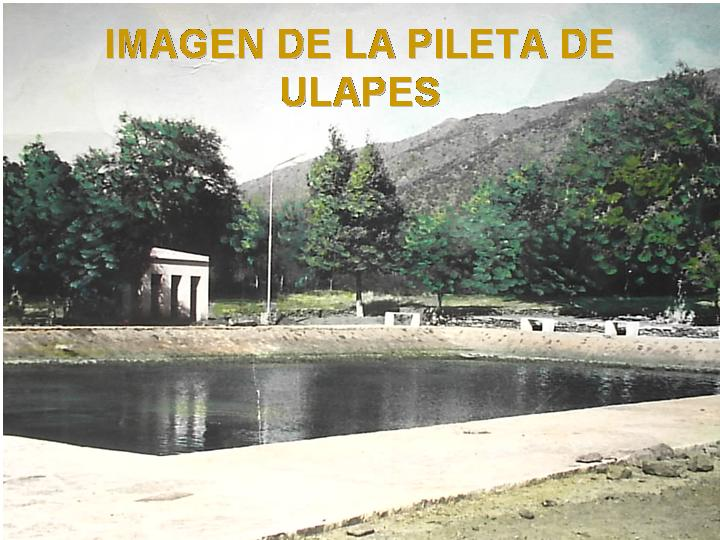 IMAGEN DE LA PILETA DE
ULAPES